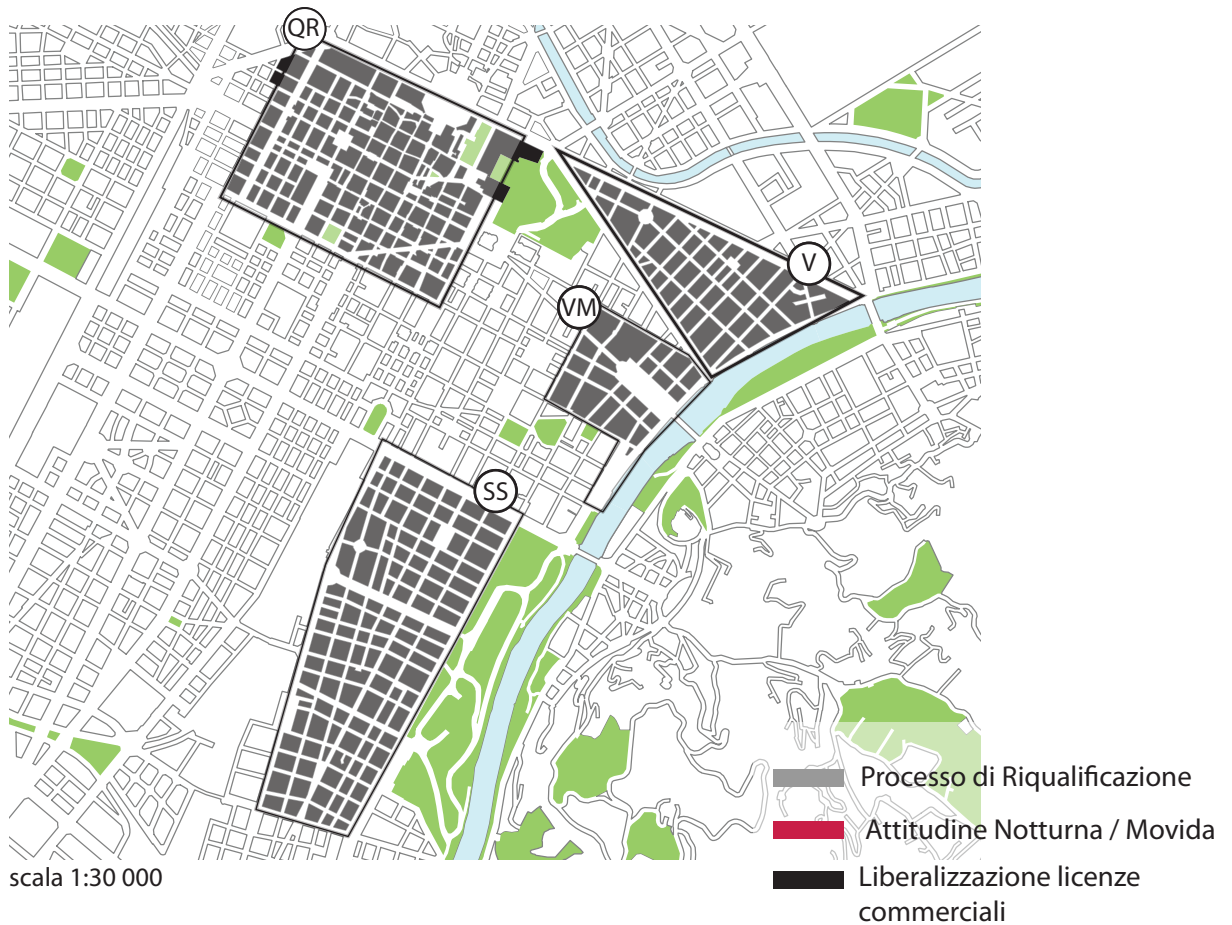 QR
V
VM
SS
Processo di Riqualificazione
Attitudine Notturna / Movida
scala 1:30 000
Liberalizzazione licenze
commerciali